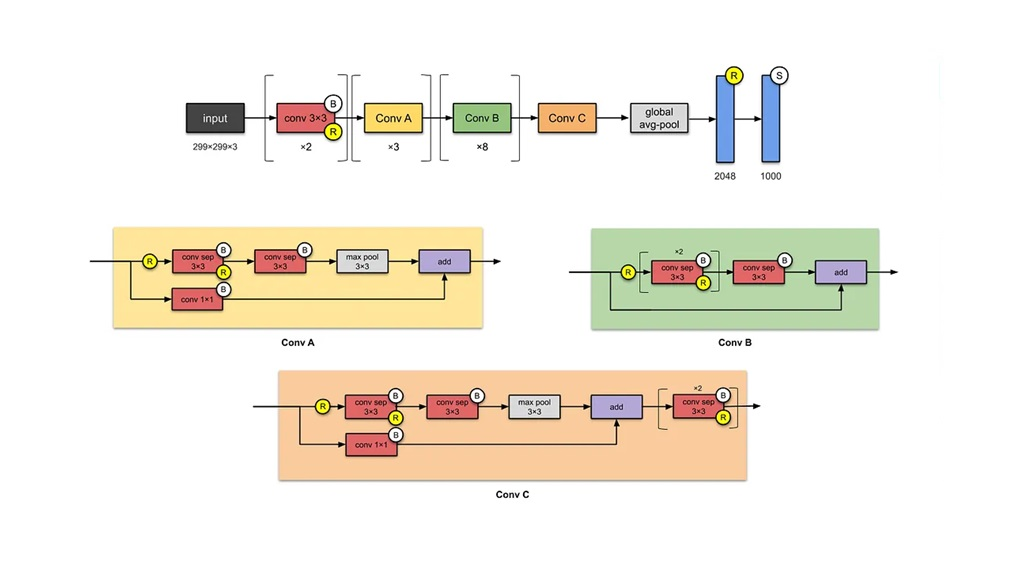 input
299×299×3
conv 3×3
B
R
×2
Conv A
×3
Conv B
×8
Conv C
global
avg-pool
R
2048
S
1000
R
conv sep
3×3
B
R
conv sep
3×3
B
max pool
3×3
add
conv 1×1
B
Conv A
R
×2
conv sep
3×3
B
R
conv sep
3×3
B
add
Conv B
R
conv sep
3×3
B
R
conv sep
3×3
B
max pool
3×3
add
×2
conv sep
3×3
B
R
conv 1×1
B
Conv C